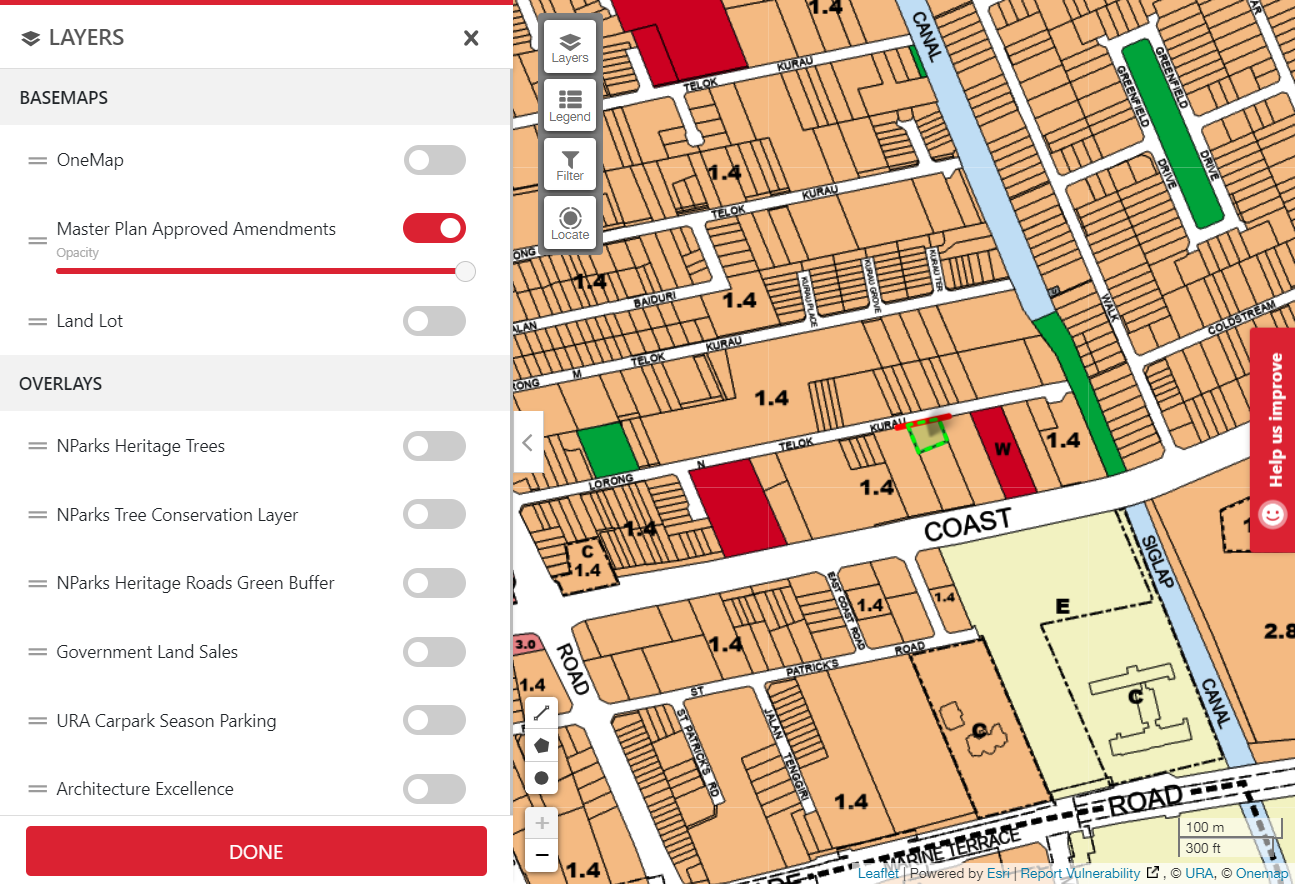 LAYERS
BASEMAPS
OneMap
Master Plan Approved Amendments
Opacity
Land Lot
OVERLAYS
NParks Heritage Trees
NParks Tree Conservation Layer
NParks Heritage Roads Green Buffer
Government Land Sales
URA Carpark Season Parking
Architecture Excellence
DONE
Layers
Legend
Filter
Locate
1.4
CANAL
TELOK KURAU
GREENFIELD
GREENFIELD
DRIVE
DRIVE
1.4
TELOK KURAU
ONG
1.4
BAIDURI
1.4
KURAU PLACE
KURAU GROVE
KURAU TER
WALK
COLDSTREAM
ALAN
RONG M TELOK KURAU
1.4
LORONG N TELOK KURAU
W
1.4
1.4
1.4
C
1.4
COAST
SIGLAP
CANAL
Help us improve
3.0
ROAD
1.4
1.4
EAST COAST ROAD
1.4
1.4
E
2.8
ST PATRICK'S ROAD
ST PATRICK'S RD
JALAN TENGGIRI
C
C
1.4
ROAD
MARINE TERRACE
1.4
100 m
300 ft
Leaflet | Powered by Esri | Report Vulnerability , © URA, © Onemap